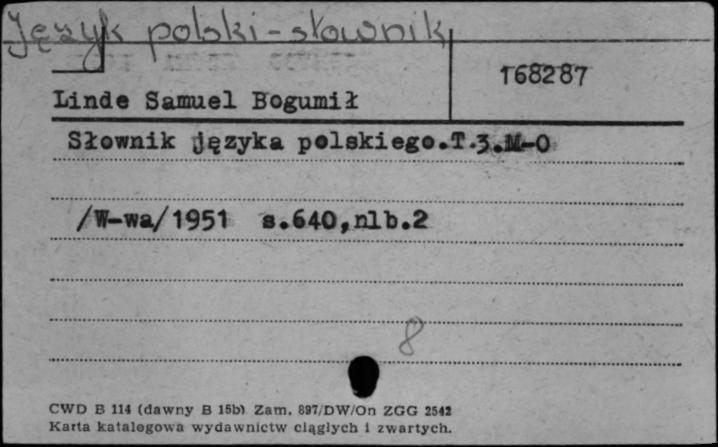 Język polski-słownik
168287
Linde Samuel Bogumił
Słownik języka polskiego.T.3.M-O
/W-wa/1951 s.640,nlb.2
8
CWD B 114 (dawny B 15b) Zam. 897/DW/On ZGG 2542
Karta katalogowa wydawnictw ciągłych i zwartych.